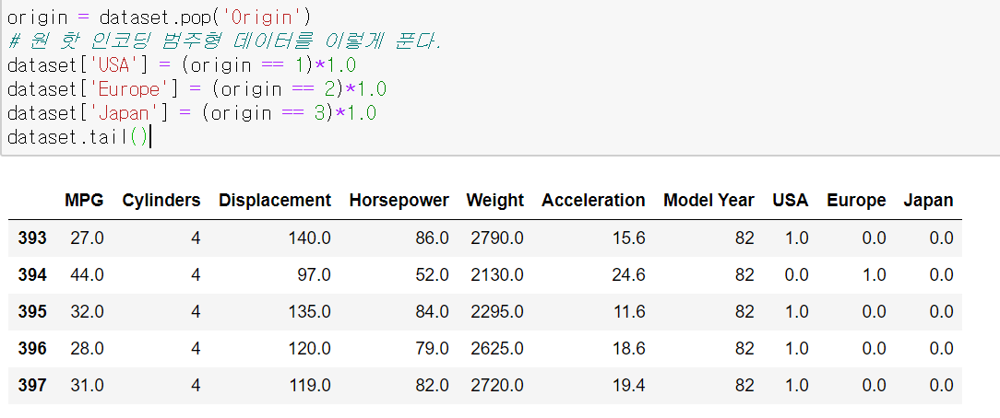 origin = dataset.pop('Origin')
# 원 핫 인코딩 범주형 데이터를 이렇게 푼다.
dataset['USA'] = (origin == 1)*1.0
dataset['Europe'] = (origin == 2)*1.0
dataset['Japan'] = (origin == 3)*1.0
dataset.tail()
MPG Cylinders Displacement Horsepower Weight Acceleration Model Year USA Europe Japan
393 27.0 4 140.0 86.0 2790.0 15.6 82 1.0 0.0 0.0
394 44.0 4 97.0 52.0 2130.0 24.6 82 0.0 1.0 0.0
395 32.0 4 135.0 84.0 2295.0 11.6 82 1.0 0.0 0.0
396 28.0 4 120.0 79.0 2625.0 18.6 82 1.0 0.0 0.0
397 31.0 4 119.0 82.0 2720.0 19.4 82 1.0 0.0 0.0